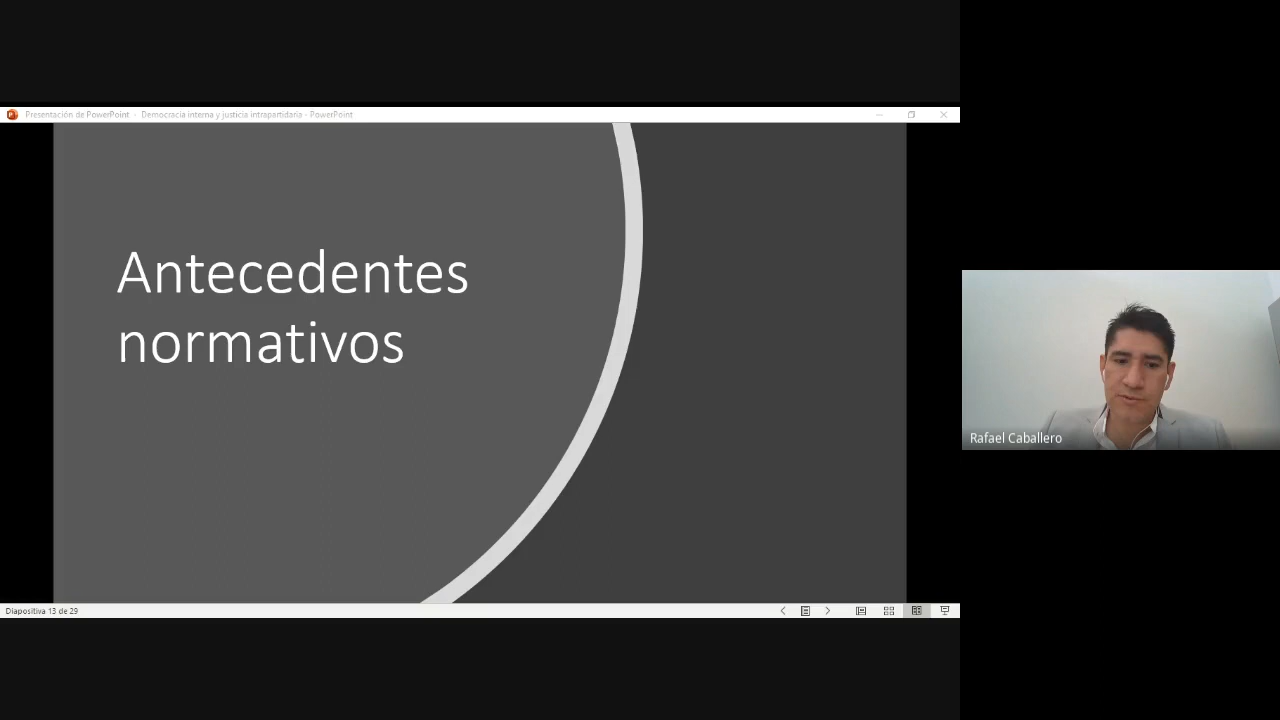 Presentación de PowerPoint - Democracia interna y justicia intrapartidaria - PowerPoint
Antecedentes
normativos
Rafael Caballero
Diapositiva 13 de 29